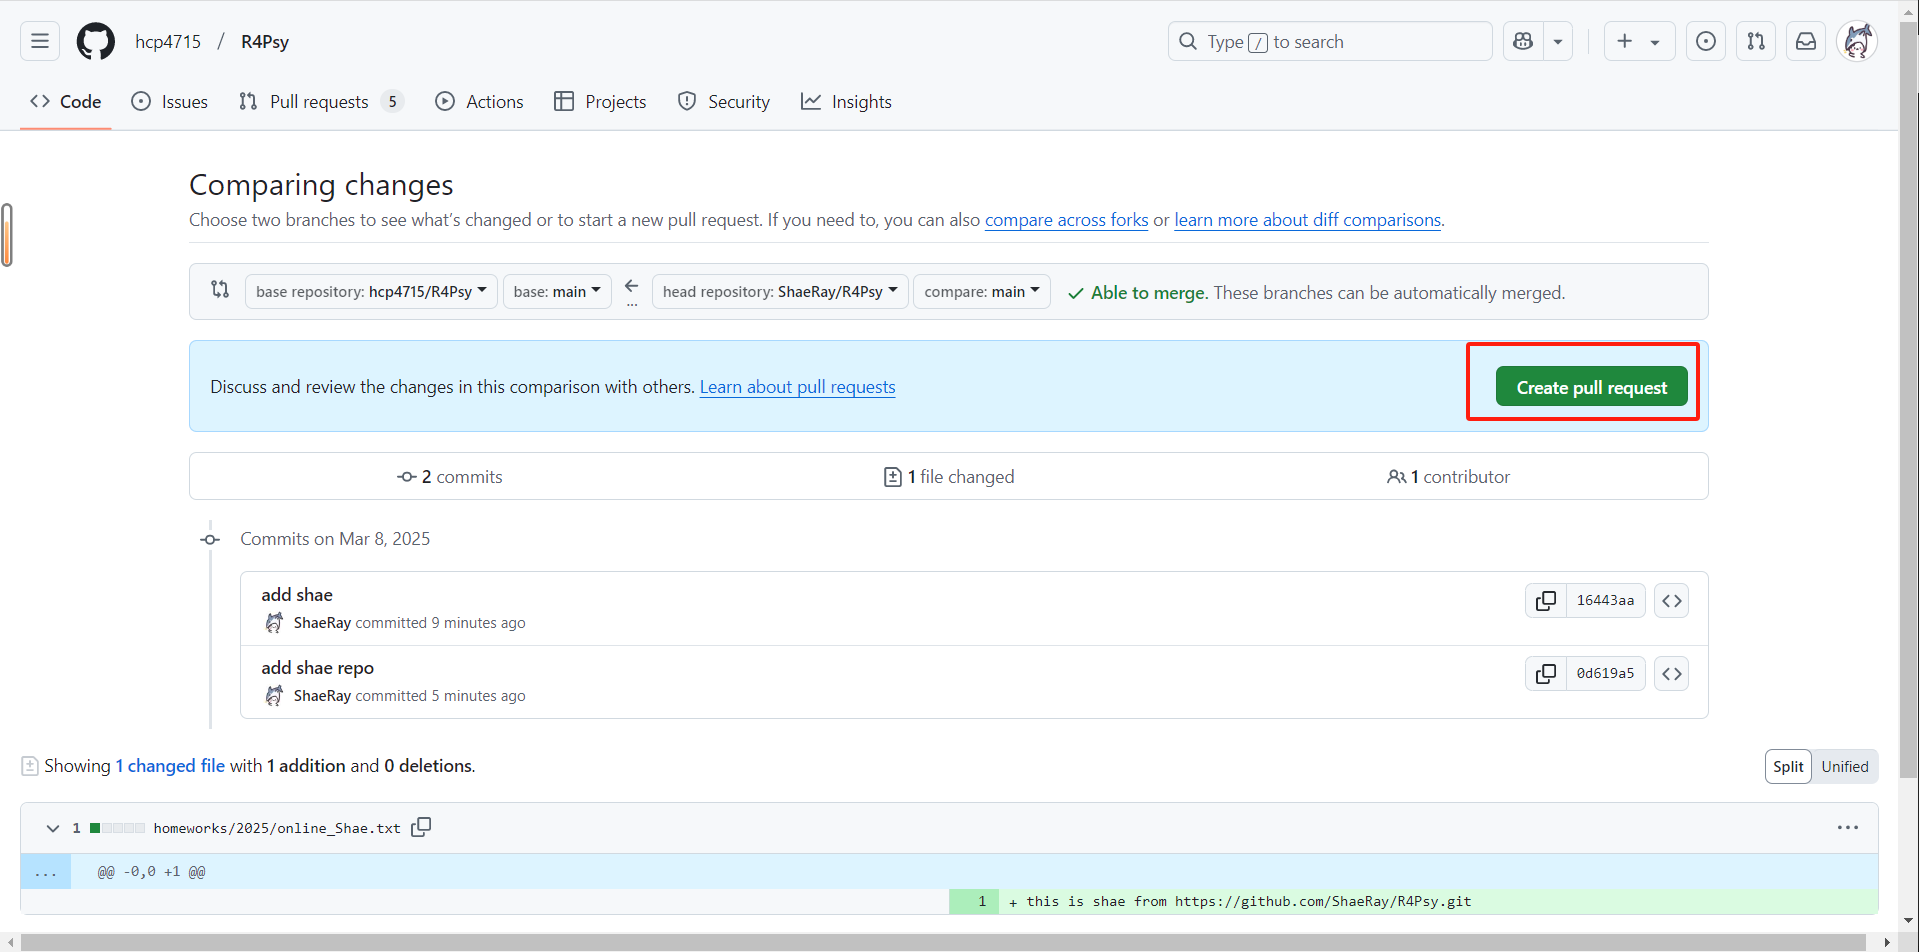 hcp4715 / R4Psy
Type / to search
Code
Issues
Pull requests 5
Actions
Projects
Security
Insights
Comparing changes
Choose two branches to see what's changed or to start a new pull request. If you need to, you can also compare across forks or learn more about diff comparisons.
base repository: hcp4715/R4Psy
base: main
...
head repository: ShaeRay/R4Psy
compare: main
Able to merge. These branches can be automatically merged.
Discuss and review the changes in this comparison with others. Learn about pull requests
Create pull request
2 commits
1 file changed
1 contributor
Commits on Mar 8, 2025
add shae
ShaeRay committed 9 minutes ago
16443aa
add shae repo
ShaeRay committed 5 minutes ago
0d619a5
Showing 1 changed file with 1 addition and 0 deletions.
Split
Unified
1 homeworks/2025/online_Shae.txt
...
@@ -0,0 +1 @@
1 + this is shae from https://github.com/ShaeRay/R4Psy.git